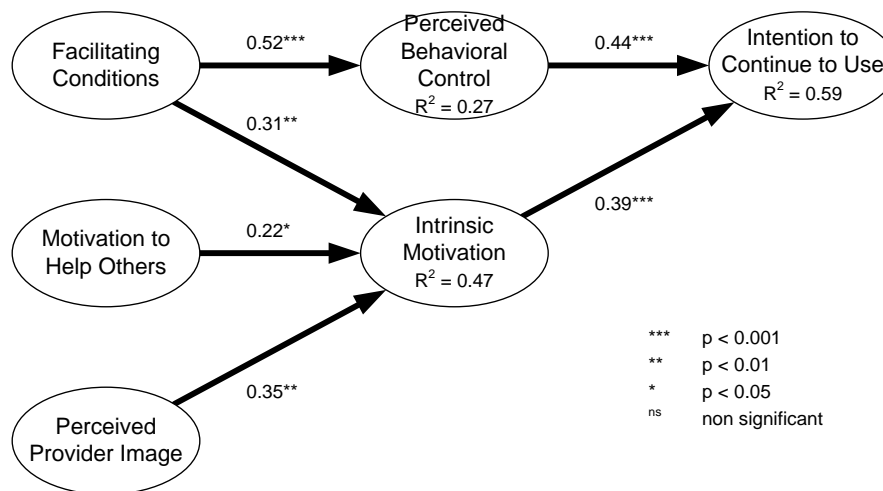 Facilitating
Conditions
0.52***
Perceived
Behavioral
Control
R² = 0.27
0.44***
Intention to
Continue to Use
R² = 0.59
0.31**
Motivation to
Help Others
0.22*
Intrinsic
Motivation
R² = 0.47
0.39***
Perceived
Provider Image
0.35**
*** p < 0.001
** p < 0.01
* p < 0.05
ns non significant